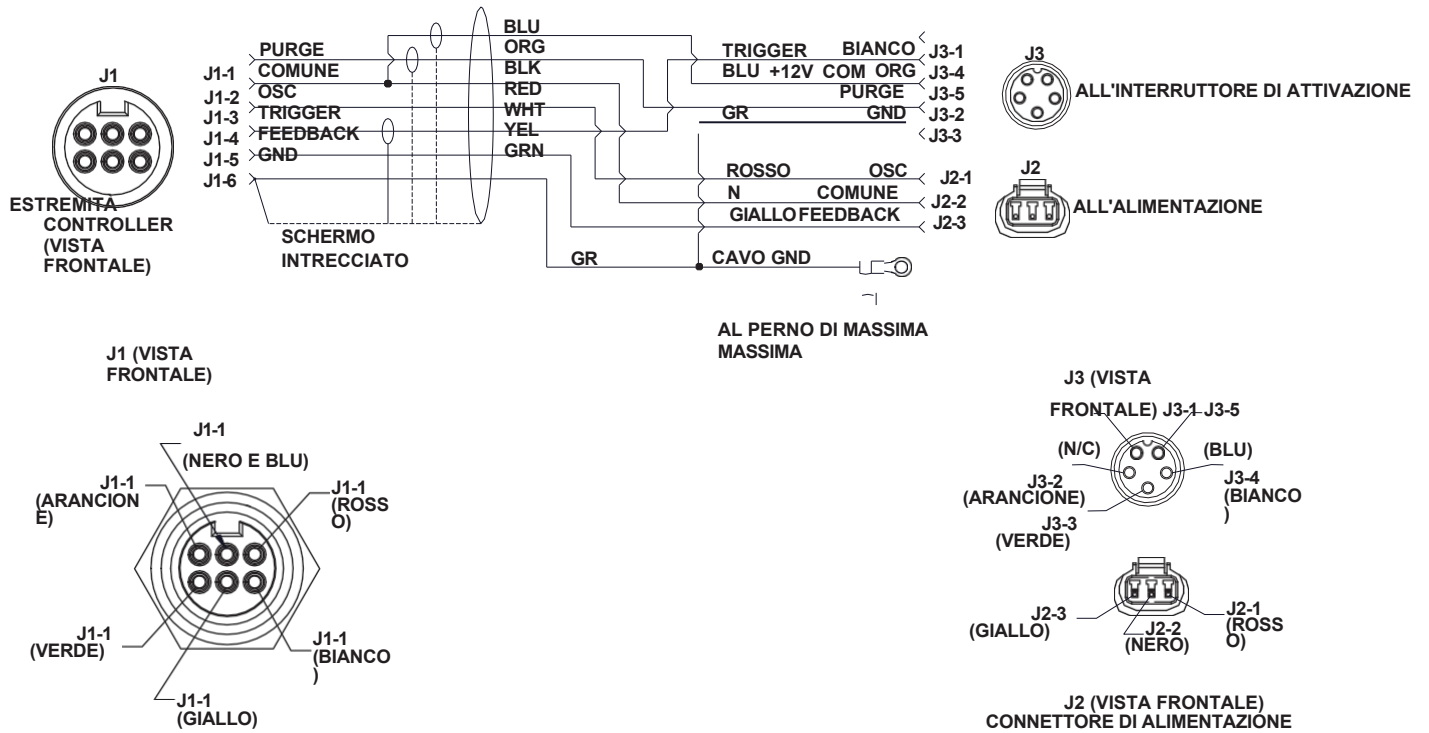 J1
ESTREMITÀ
CONTROLLER
(VISTA
FRONTALE)
J1-1
J1-2
J1-3
J1-4
J1-5
J1-6
PURGE
COMUNE
OSC
TRIGGER
FEEDBACK
GND
SCHERMO
INTRECCIATO
BLU
ORG
BLK
RED
WHT
YEL
GRN
TRIGGER BIANCO
BLU +12V COM ORG
PURGE
GR GND
J3-1
J3-4
J3-5
J3-2
J3-3
ROSSO OSC
N COMUNE
GIALLO FEEDBACK
J2-1
J2-2
J2-3
GR
CAVO GND
AL PERNO DI MASSIMA
MASSIMA
J3
ALL'INTERRUTTORE DI ATTIVAZIONE
J2
ALL'ALIMENTAZIONE
J1 (VISTA
FRONTALE)
J1-1
(NERO E BLU)
J1-1
(ARANCION
E)
J1-1
(ROSS
O)
J1-1
(VERDE)
J1-1
(BIANCO
)
J1-1
(GIALLO)
J3 (VISTA
FRONTALE) J3-1 J3-5
(N/C)
(BLU)
J3-2
(ARANCIONE)
J3-4
(BIANCO
)
J3-3
(VERDE)
J2-3
(GIALLO)
J2-2
(NERO)
J2-1
(ROSS
O)
J2 (VISTA FRONTALE)
CONNETTORE DI ALIMENTAZIONE